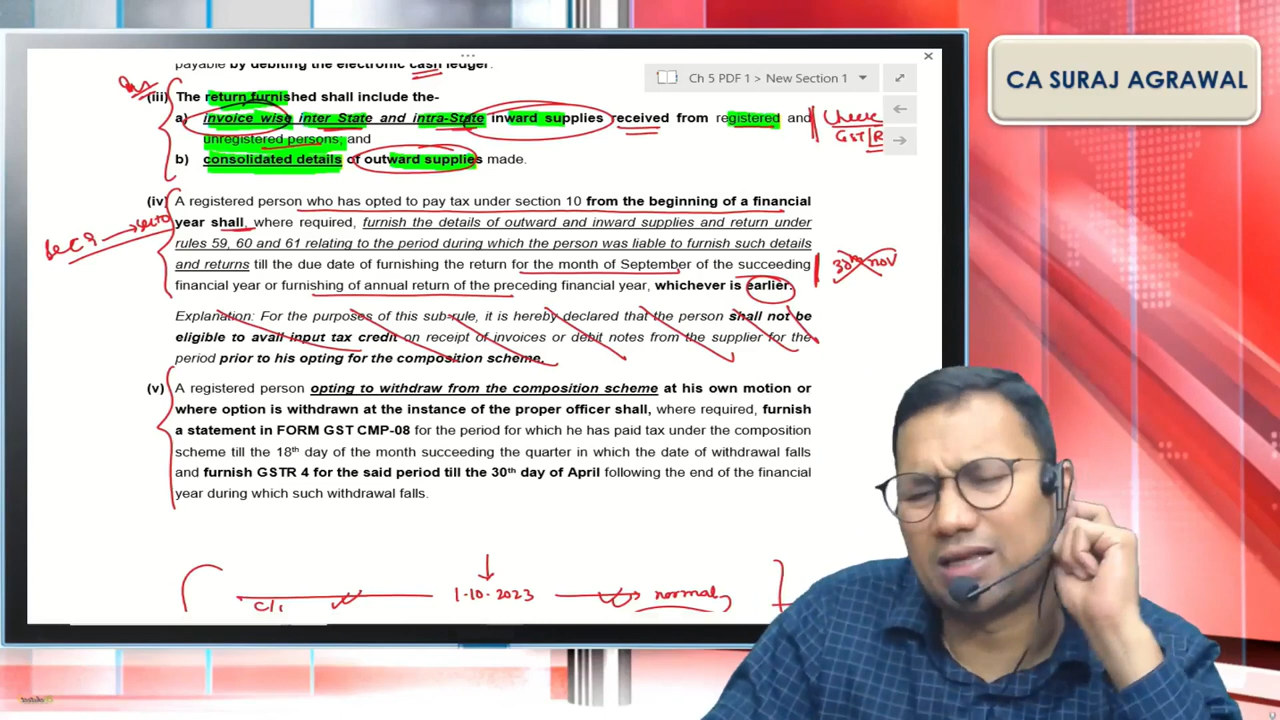 CA SURAJ AGRAWAL
Ch 5 PDF 1 > New Section 1
payable by debiting the electronic cash ledger.
(iii) The return furnished shall include the-
a) invoice wise inter State and intra-State inward supplies received from registered and
unregistered persons; and
b) consolidated details of outward supplies made.
Check
GST R
(iv) A registered person who has opted to pay tax under section 10 from the beginning of a financial
year shall, where required, furnish the details of outward and inward supplies and return under
rules 59, 60 and 61 relating to the period during which the person was liable to furnish such details
and returns till the due date of furnishing the return for the month of September of the succeeding
financial year or furnishing of annual return of the preceding financial year, whichever is earlier.
Sec 9 → sec 10
30th Nov
Explanation: For the purposes of this sub-rule, it is hereby declared that the person shall not be
eligible to avail input tax credit on receipt of invoices or debit notes from the supplier for the
period prior to his opting for the composition scheme.
(v) A registered person opting to withdraw from the composition scheme at his own motion or
where option is withdrawn at the instance of the proper officer shall, where required, furnish
a statement in FORM GST CMP-08 for the period for which he has paid tax under the composition
scheme till the 18th day of the month succeeding the quarter in which the date of withdrawal falls
and furnish GSTR 4 for the said period till the 30th day of April following the end of the financial
year during which such withdrawal falls.
1.10.2023 normal